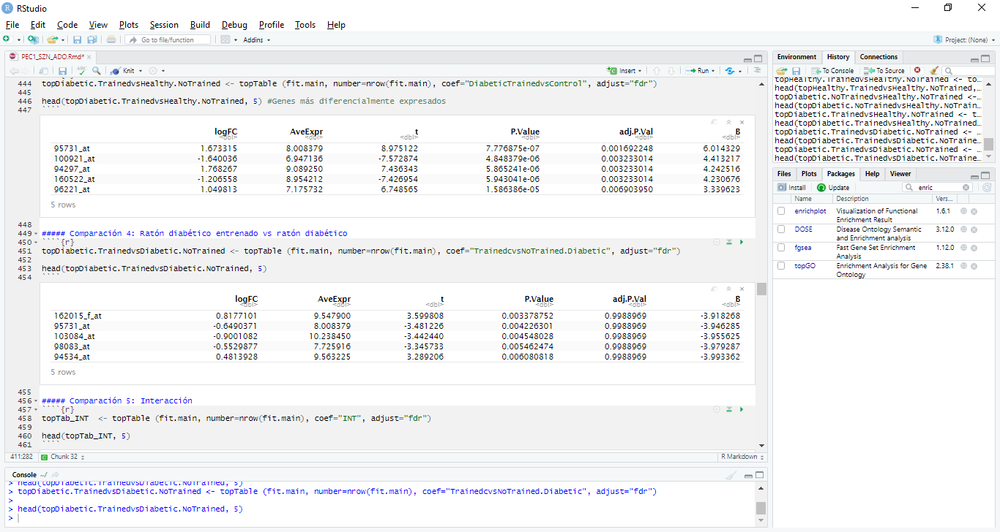 RStudio
File Edit Code View Plots Session Build Debug Profile Tools Help
Go to file/function Addins Project: (None)
PEC1_SZN_ADO.Rmd*
ABC Knit Insert Run
444 topDiabetic.TrainedvsHealthy.NoTrained <- topTable (fit.main, number=nrow(fit.main), coef="DiabeticTrainedvsControl", adjust="fdr")
445
446 head(topDiabetic.TrainedvsHealthy.NoTrained, 5) #Genes más diferencialmente expresados
447 ````
logFC AveExpr t P.Value adj.P.Val B
<dbl> <dbl> <dbl> <dbl> <dbl> <dbl>
95731_at 1.673315 8.008379 8.975122 7.776875e-07 0.001692248 6.014329
100921_at -1.640036 6.947136 -7.572874 4.848379e-06 0.003233014 4.413217
94297_at 1.768267 9.089250 7.436343 5.865241e-06 0.003233014 4.242516
160522_at -1.206558 8.954212 -7.426954 5.943041e-06 0.003233014 4.230676
96221_at 1.049813 7.175732 6.748565 1.586386e-05 0.006903950 3.339623
5 rows
448
449 ##### Comparación 4: Ratón diabético entrenado vs ratón diabético
450 ````{r}
451 topDiabetic.TrainedvsDiabetic.NoTrained <- topTable (fit.main, number=nrow(fit.main), coef="TrainedcvsNoTrained.Diabetic", adjust="fdr")
452
453 head(topDiabetic.TrainedvsDiabetic.NoTrained, 5)
454 ````
logFC AveExpr t P.Value adj.P.Val B
<dbl> <dbl> <dbl> <dbl> <dbl> <dbl>
162015_f_at 0.8177101 9.547900 3.599808 0.003378752 0.9988969 -3.918268
95731_at -0.6490371 8.008379 -3.481226 0.004226301 0.9988969 -3.946285
103084_at -0.9001082 10.238450 -3.442440 0.004548028 0.9988969 -3.955625
98083_at -0.5529877 7.725916 -3.345733 0.005462474 0.9988969 -3.979287
94534_at 0.4813928 9.563225 3.289206 0.006080818 0.9988969 -3.993362
5 rows
455
456 ##### Comparación 5: Interacción
457 ````{r}
458 topTab_INT <- topTable (fit.main, number=nrow(fit.main), coef="INT", adjust="fdr")
459
460 head(topTab_INT, 5)
461 ````
411:282 Chunk 32 R Markdown
Console ~/
> head(topDiabetic.TrainedvsDiabetic.NoTrained, 5)
> topDiabetic.TrainedvsDiabetic.NoTrained <- topTable (fit.main, number=nrow(fit.main), coef="TrainedcvsNoTrained.Diabetic", adjust="fdr")
>
> head(topDiabetic.TrainedvsDiabetic.NoTrained, 5)
>
Environment History Connections
To Console To Source
topHealthy.TrainedvsHealthy.NoTrained <- to...
head(topHealthy.TrainedvsHealthy.NoTrained,...
topDiabetic.NoTrainedvsHealthy.NoTrained <-...
head(topDiabetic.NoTrainedvsHealthy.NoTrain...
topDiabetic.TrainedvsHealthy.NoTrained <- t...
head(topDiabetic.TrainedvsHealthy.NoTrained...
topDiabetic.TrainedvsDiabetic.NoTrained <- ...
head(topDiabetic.TrainedvsDiabetic.NoTraine...
topDiabetic.TrainedvsDiabetic.NoTrained <- ...
head(topDiabetic.TrainedvsDiabetic.NoTraine...
Files Plots Packages Help Viewer
Install Update enric
Name Description Vers...
enrichplot Visualization of Functional Enrichment Result 1.6.1
DOSE Disease Ontology Semantic and Enrichment analysis 3.12.0
fgsea Fast Gene Set Enrichment Analysis 1.12.0
topGO Enrichment Analysis for Gene Ontology 2.38.1